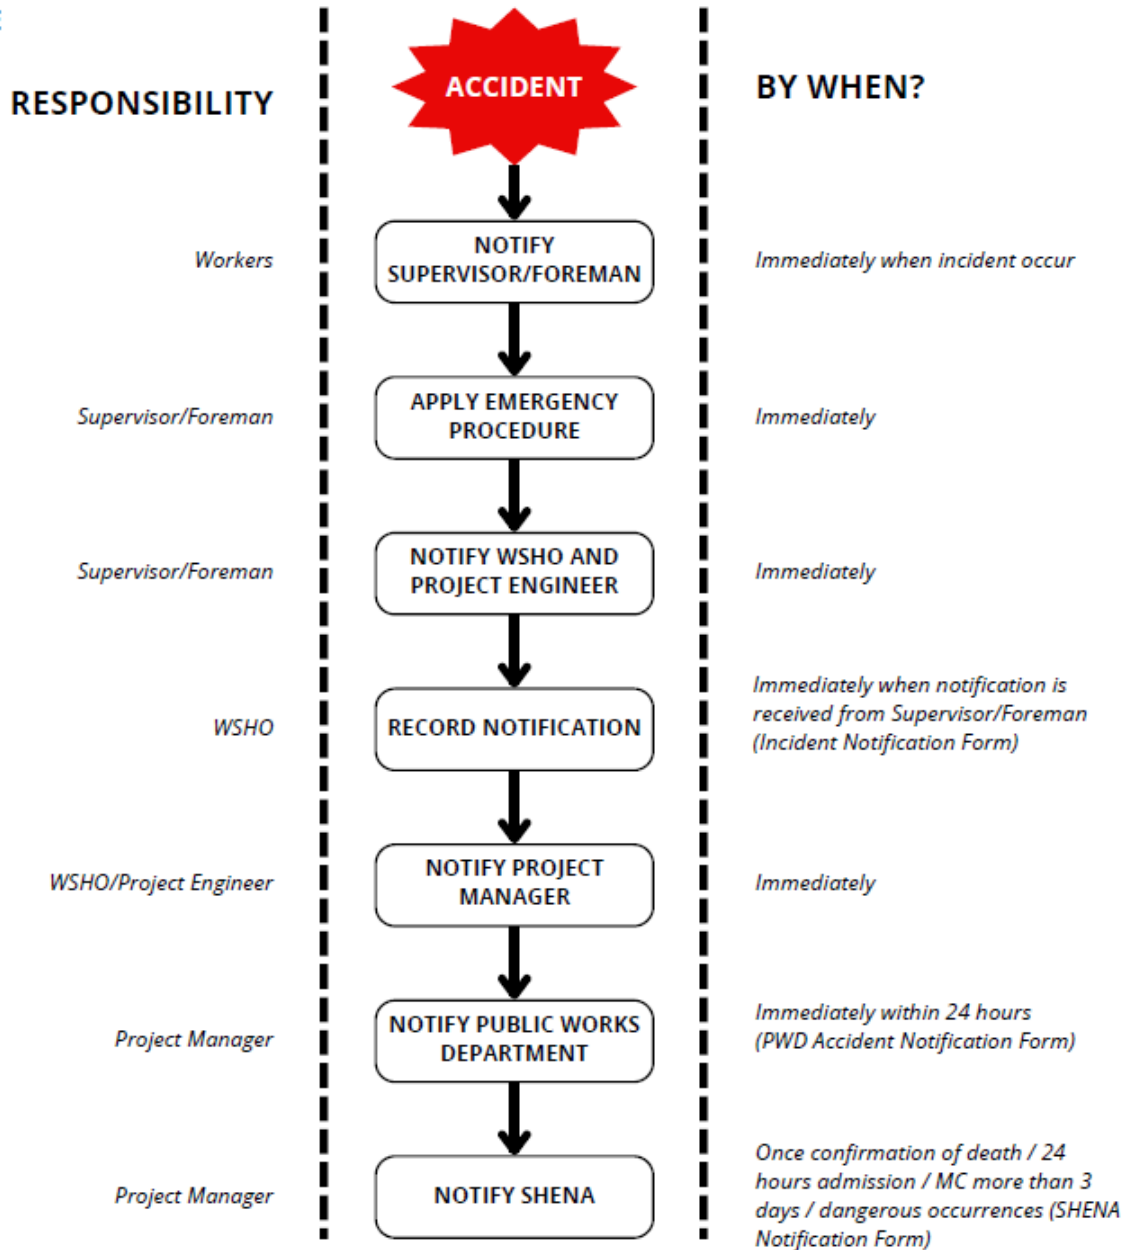 RESPONSIBILITY
ACCIDENT
BY WHEN?
Workers
NOTIFY
SUPERVISOR/FOREMAN
Immediately when incident occur
Supervisor/Foreman
APPLY EMERGENCY
PROCEDURE
Immediately
Supervisor/Foreman
NOTIFY WSHO AND
PROJECT ENGINEER
Immediately
WSHO
RECORD NOTIFICATION
Immediately when notification is
received from Supervisor/Foreman
(Incident Notification Form)
WSHO/Project Engineer
NOTIFY PROJECT
MANAGER
Immediately
Project Manager
NOTIFY PUBLIC WORKS
DEPARTMENT
Immediately within 24 hours
(PWD Accident Notification Form)
Project Manager
NOTIFY SHENA
Once confirmation of death / 24
hours admission / MC more than 3
days / dangerous occurrences (SHENA
Notification Form)